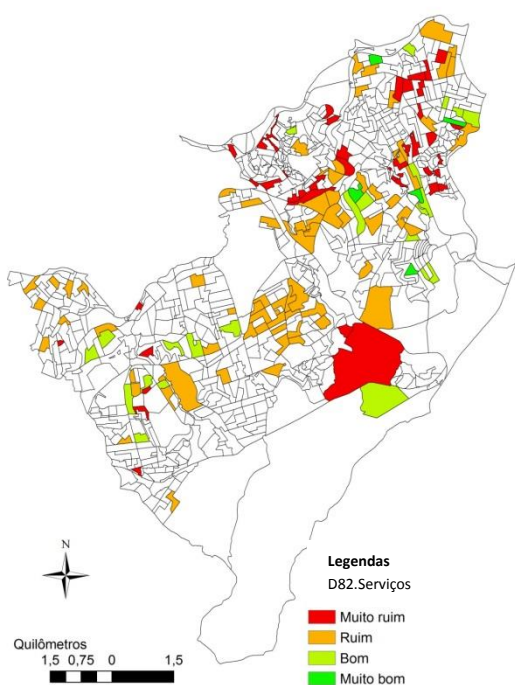 N
Legendas
D82.Serviços
Muito ruim
Ruim
Bom
Muito bom
Quilômetros
1,5 0,75 0 1,5